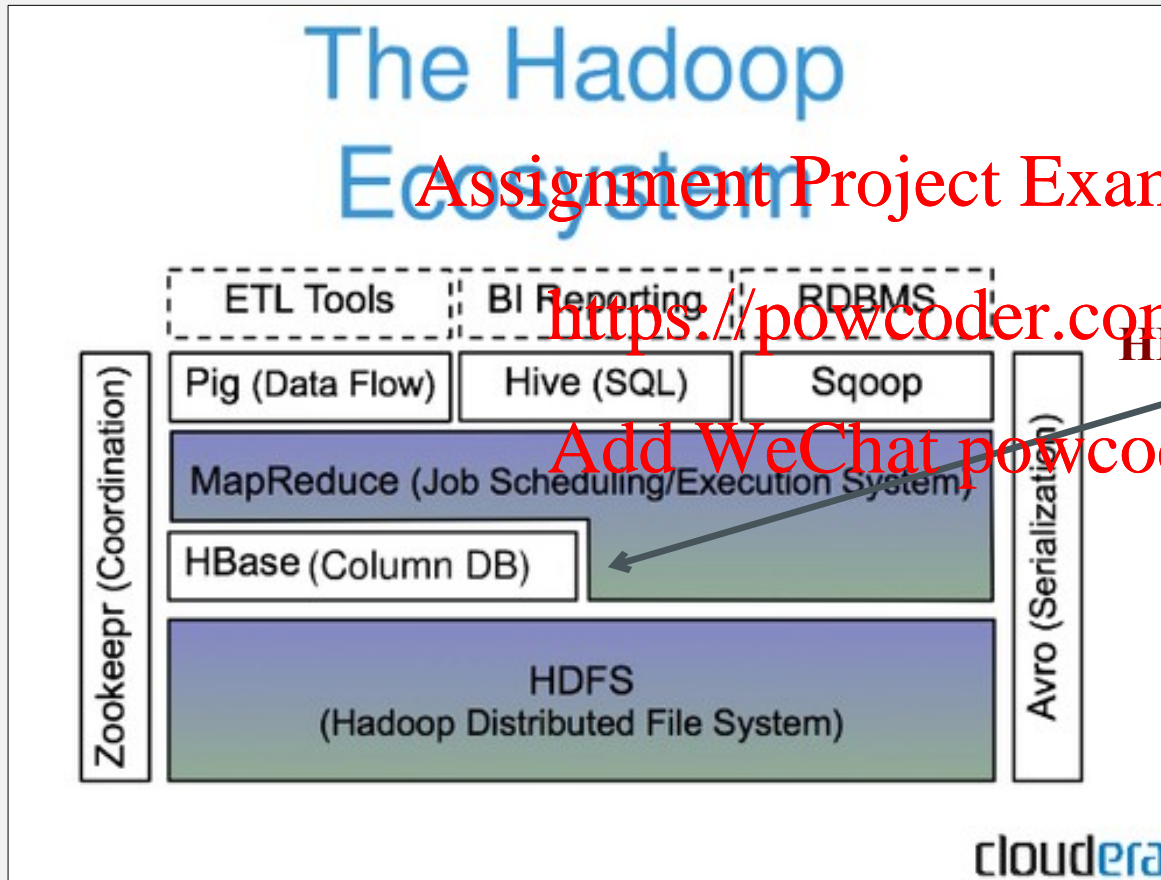 The Hadoop
Ecosystem
Assignment Project Exam
https://powcoder.com
Add WeChat powcod
ETL Tools
BI Reporting
RDBMS
Pig (Data Flow)
Hive (SQL)
Sqoop
MapReduce (Job Scheduling/Execution System)
HBase (Column DB)
HDFS
(Hadoop Distributed File System)
Zookeepr (Coordination)
Avro (Serialization)
cloudera